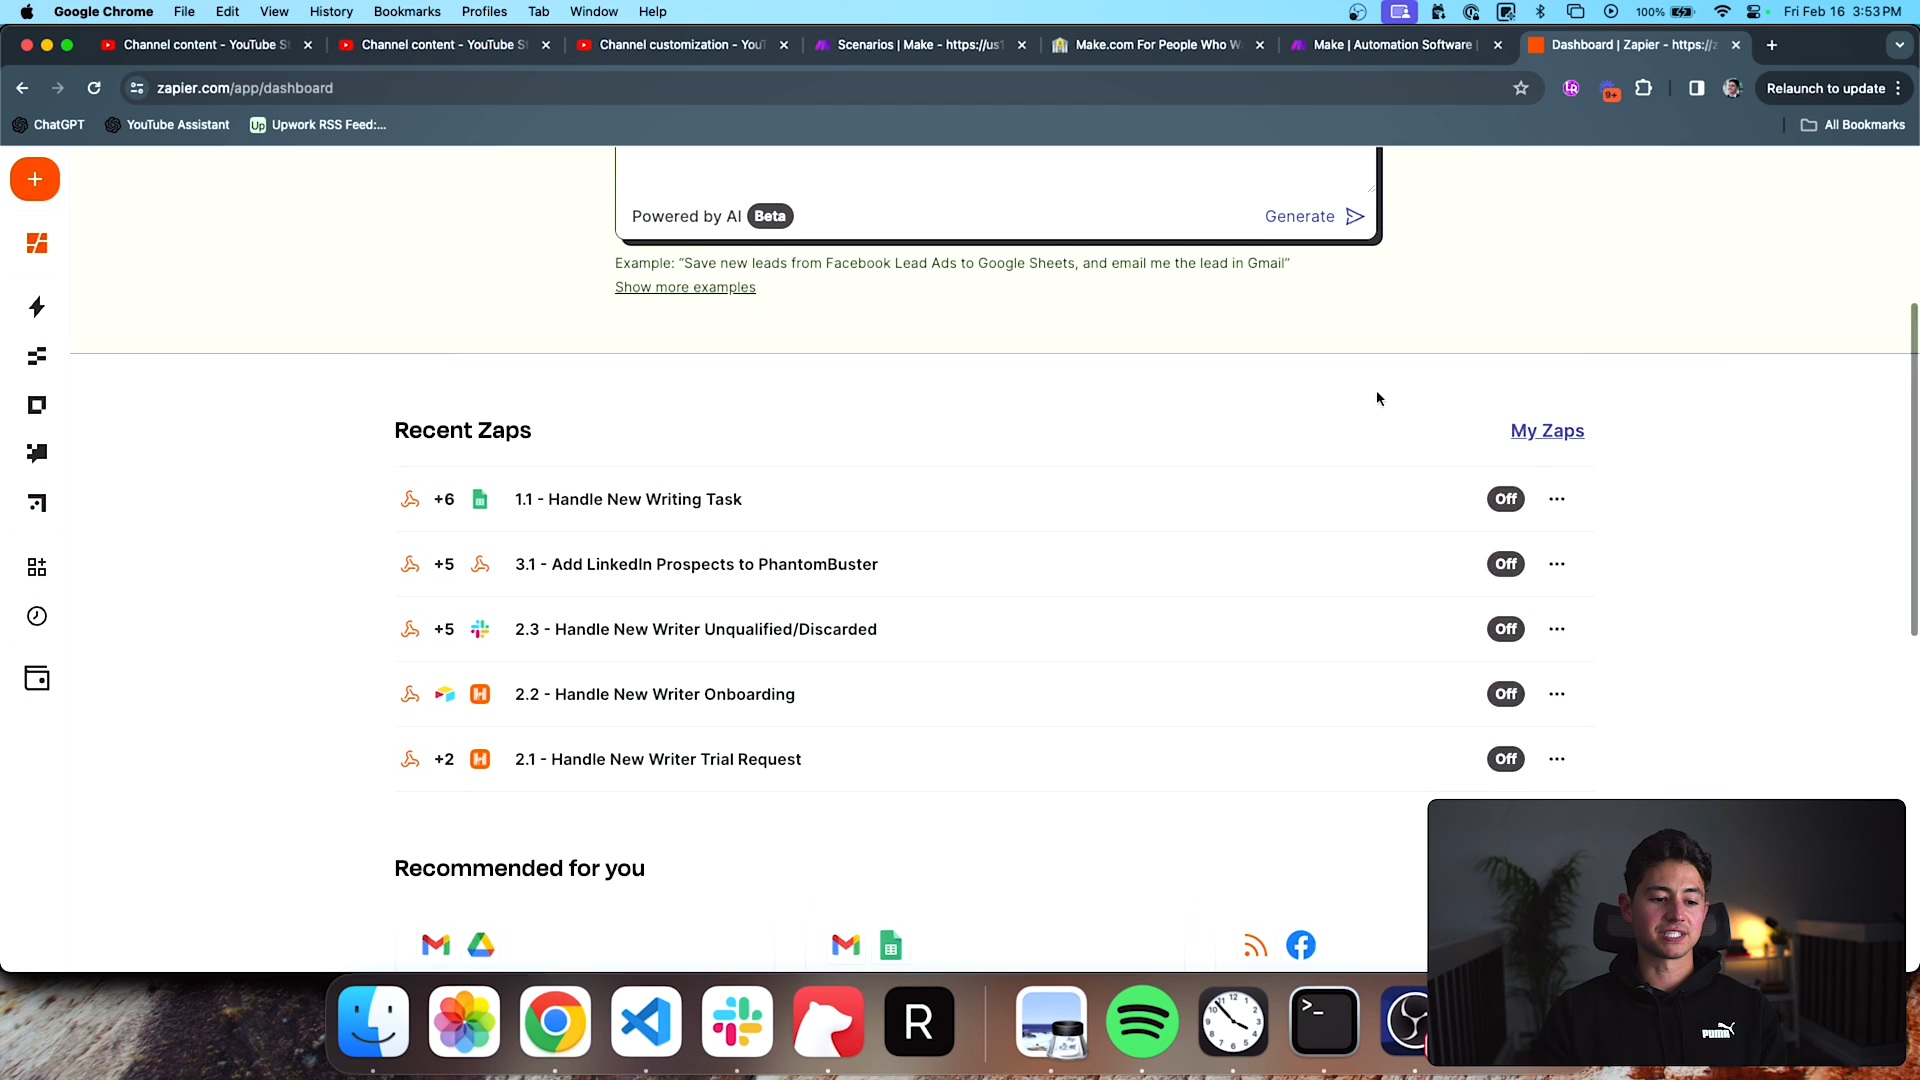 Google Chrome File Edit View History Bookmarks Profiles Tab Window Help 100% Fri Feb 16 3:53 PM
Channel content - YouTube S Channel content - YouTube S Channel customization - You Scenarios | Make - https://us1 Make.com For People Who W Make | Automation Software | Dashboard | Zapier - https://z
zapier.com/app/dashboard 9+ Relaunch to update
ChatGPT YouTube Assistant Up Upwork RSS Feed:... All Bookmarks
Powered by AI Beta Generate
Example: “Save new leads from Facebook Lead Ads to Google Sheets, and email me the lead in Gmail”
Show more examples
Recent Zaps My Zaps
+6 1.1 - Handle New Writing Task Off
+5 3.1 - Add LinkedIn Prospects to PhantomBuster Off
+5 2.3 - Handle New Writer Unqualified/Discarded Off
2.2 - Handle New Writer Onboarding Off
+2 2.1 - Handle New Writer Trial Request Off
Recommended for you
R
PUMA